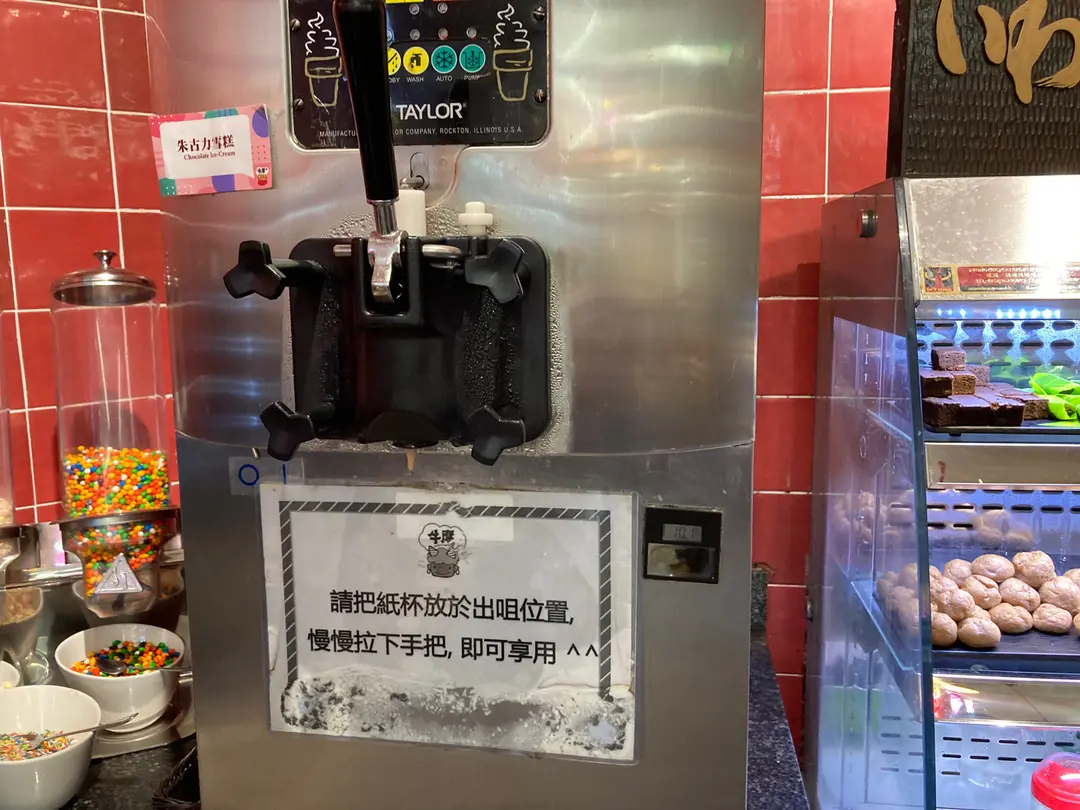 WASH
AUTO
TAYLOR®
ROCKTON, ILLINOIS U.S.A.
朱古力雪糕
Chocolate Ice-Cream
師
O I
牛摩
請把紙杯放於出咀位置,
慢慢拉下手把, 即可享用 ^^